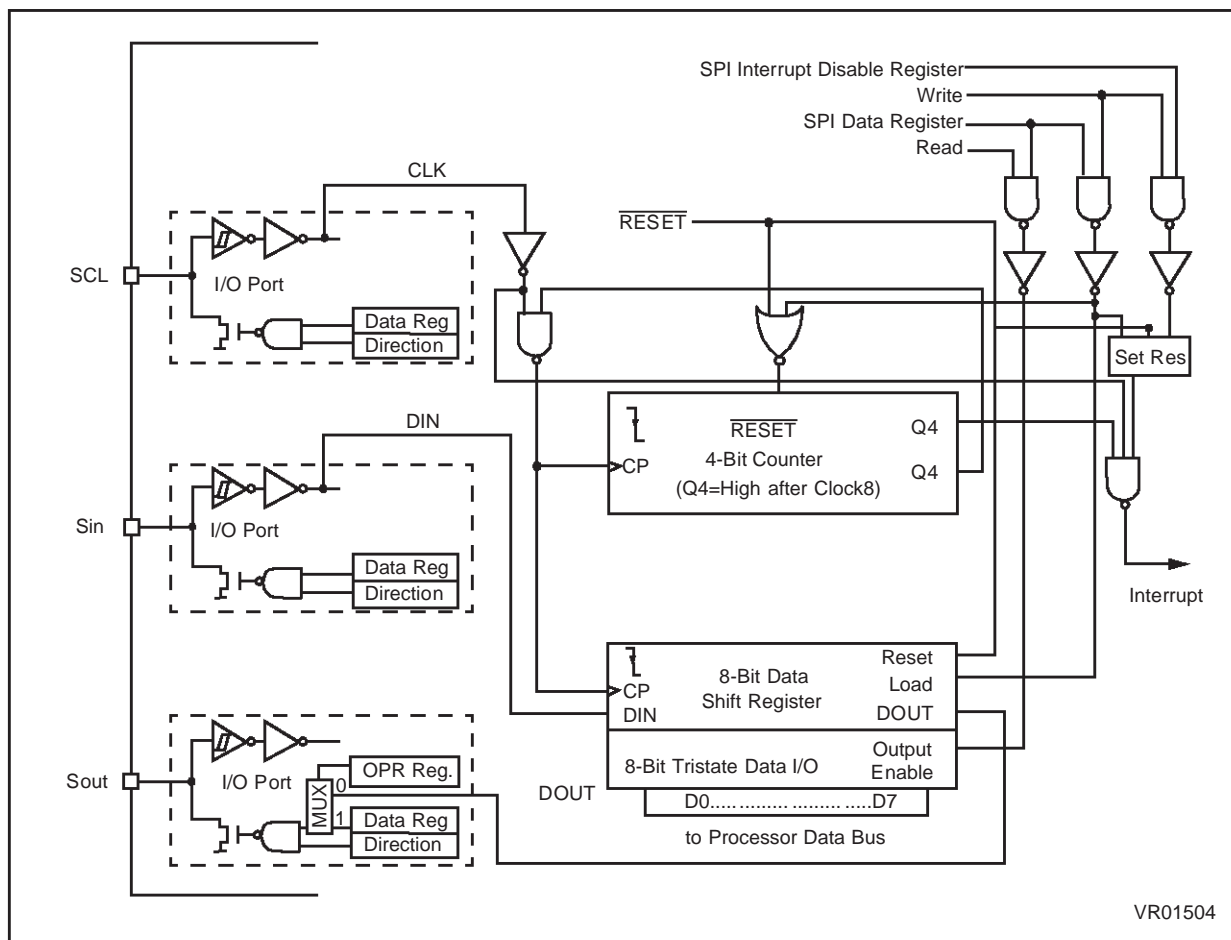 SPI Interrupt Disable Register
Write
SPI Data Register
Read
CLK
RESET
SCL
I/O Port
Data Reg
Direction
Set Res
DIN
RESET
4-Bit Counter
(Q4=High after Clock8)
CP
Q4
Q4
Sin
I/O Port
Data Reg
Direction
Interrupt
CP
DIN
8-Bit Data
Shift Register
Reset
Load
DOUT
Sout
I/O Port
OPR Reg.
MUX
0
1
Data Reg
Direction
DOUT
8-Bit Tristate Data I/O
Output
Enable
D0..... ......... ......... .....D7
to Processor Data Bus
VR01504